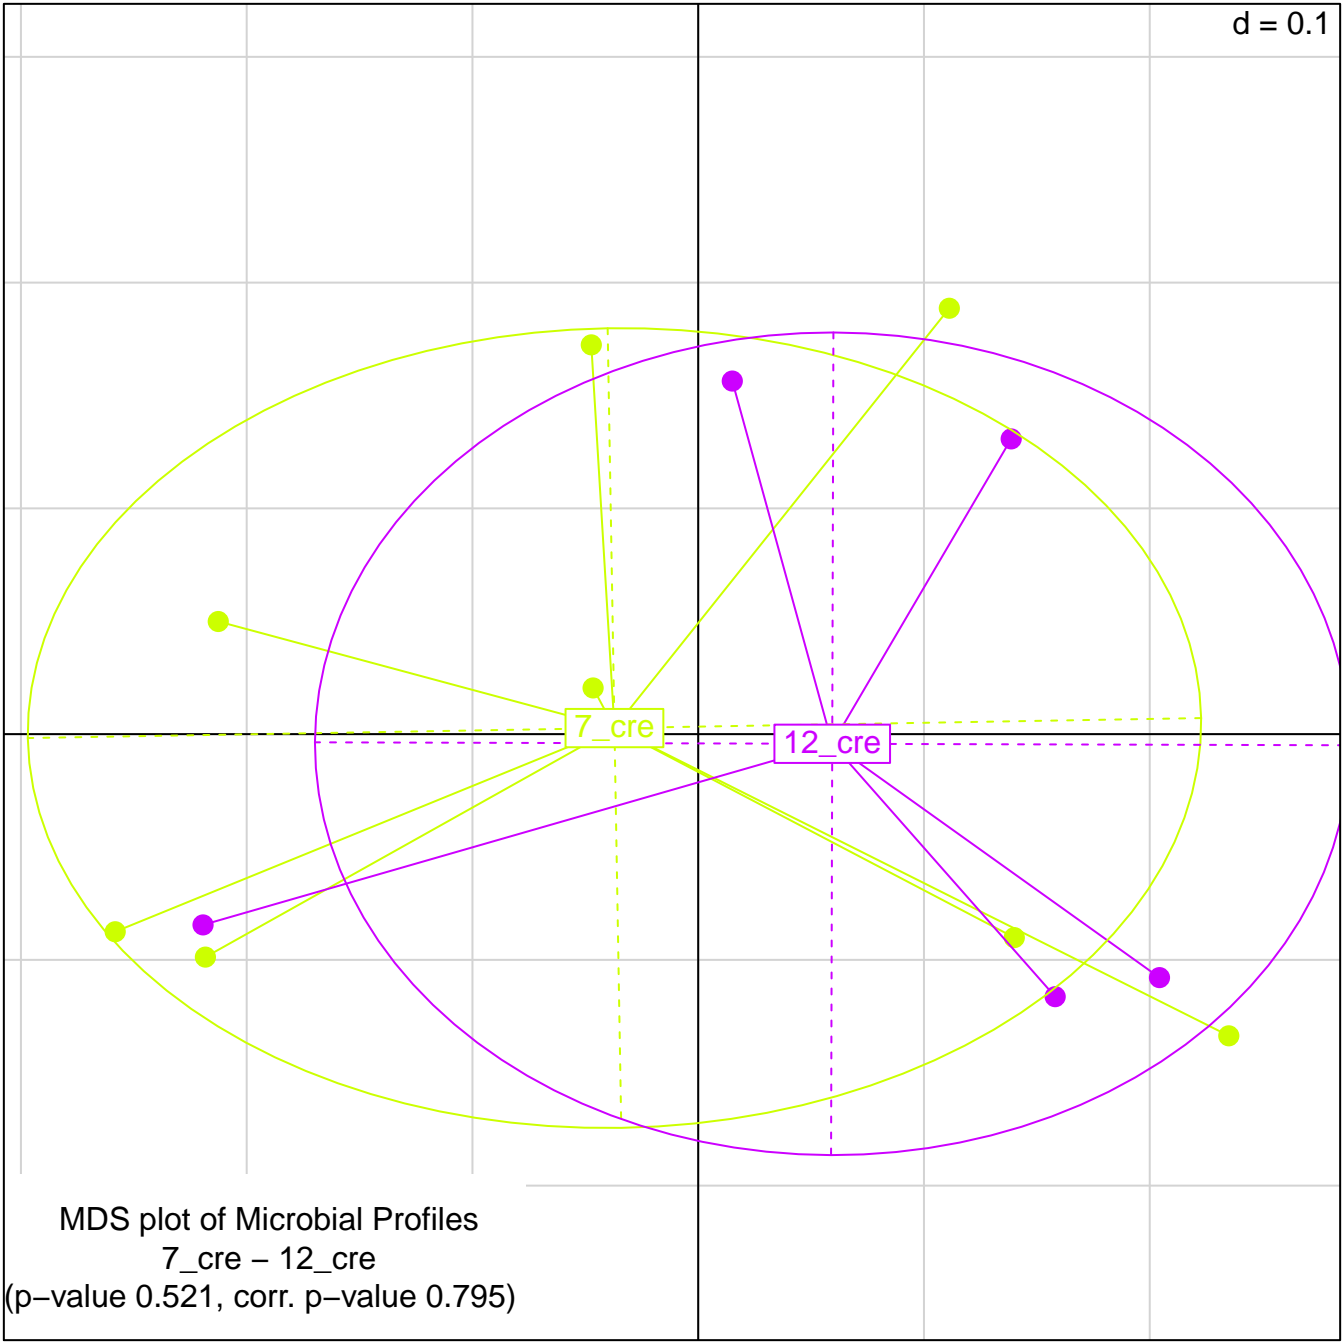 d = 0.1
7_cre
12_cre
MDS plot of Microbial Profiles
7_cre − 12_cre
(p−value 0.521, corr. p−value 0.795)